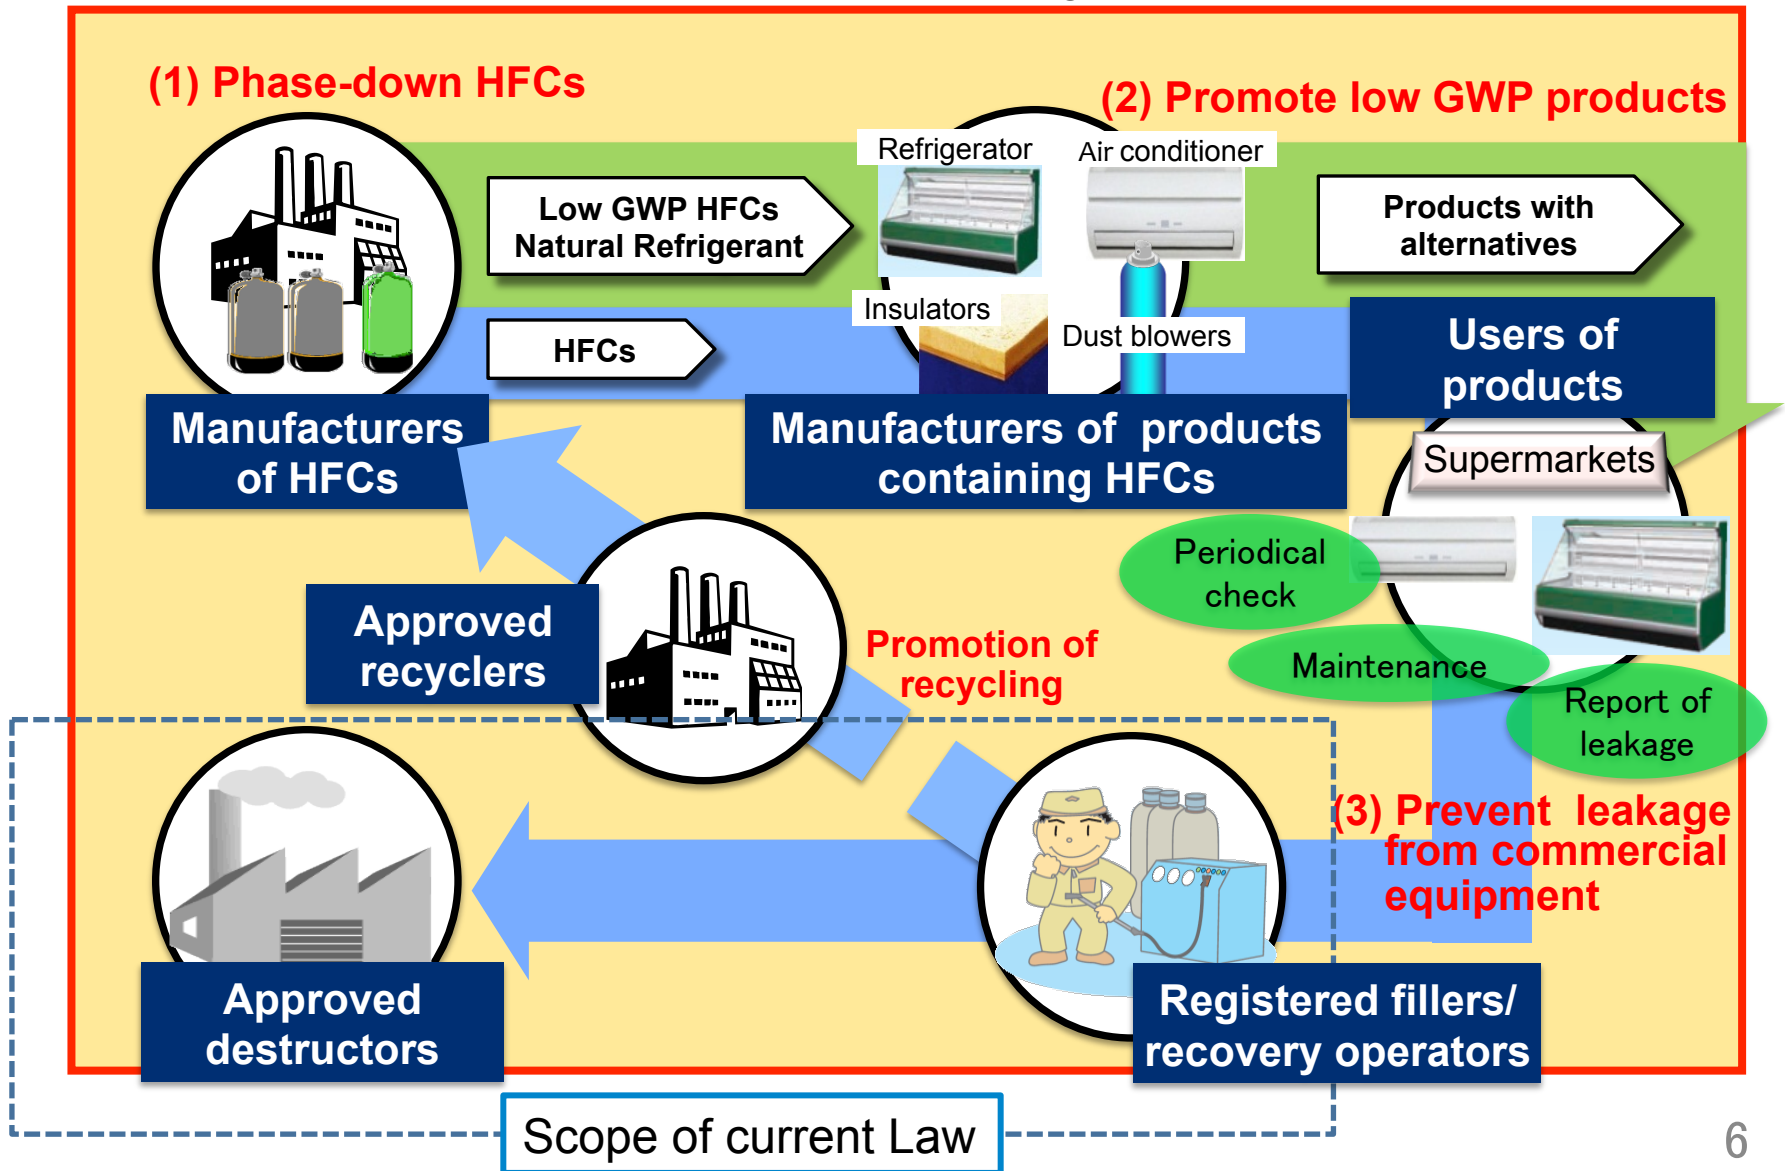 (1) Phase-down HFCs
(2) Promote low GWP products
Refrigerator
Air conditioner
Low GWP HFCs
Natural Refrigerant
Products with
alternatives
Insulators
Dust blowers
HFCs
Users of
products
Manufacturers
of HFCs
Manufacturers of products
containing HFCs
Supermarkets
Periodical
check
Approved
recyclers
Promotion of
recycling
Maintenance
Report of
leakage
(3) Prevent leakage
from commercial
equipment
Approved
destructors
Registered fillers/
recovery operators
Scope of current Law
6